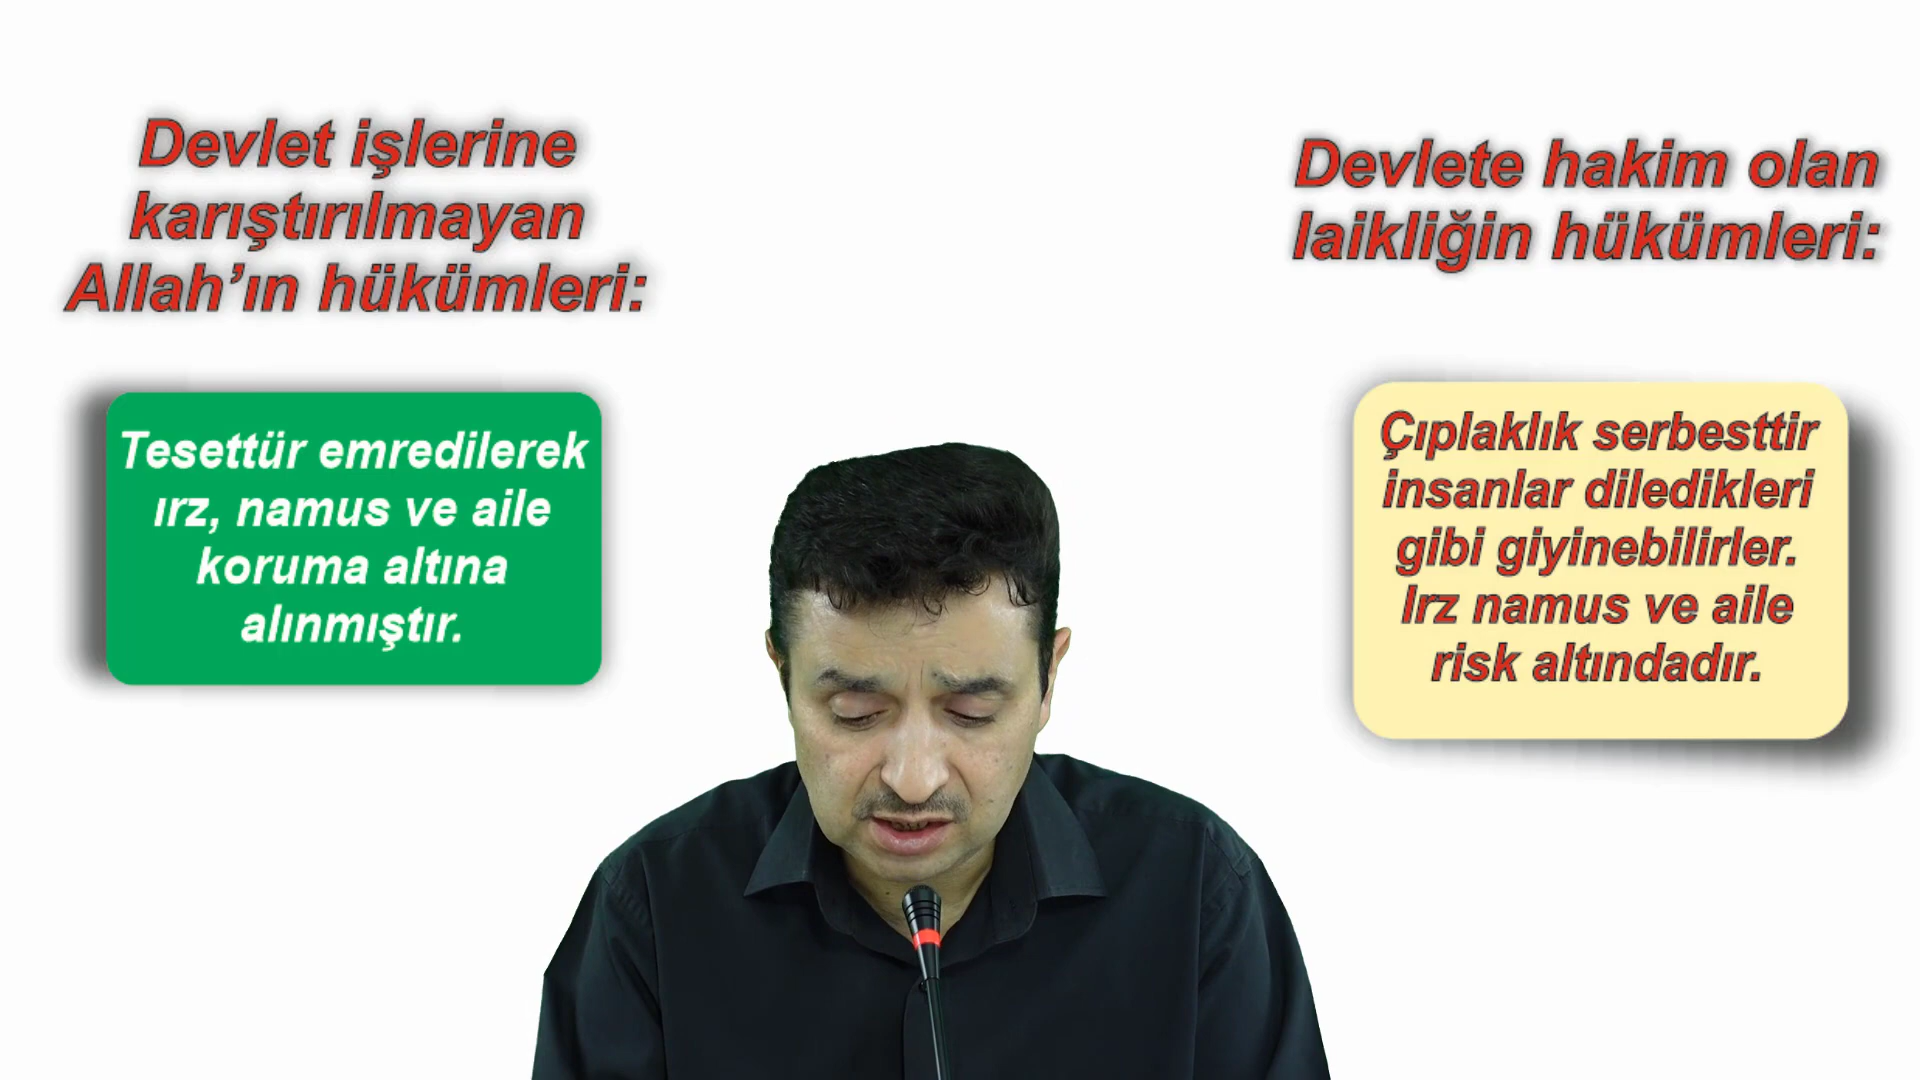 Devlet işlerine
karıştırılmayan
Allah’ın hükümleri:
Tesettür emredilerek
ırz, namus ve aile
koruma altına
alınmıştır.
Devlete hakim olan
laikliğin hükümleri:
Çıplaklık serbesttir
insanlar diledikleri
gibi giyinebilirler.
Irz namus ve aile
risk altındadır.